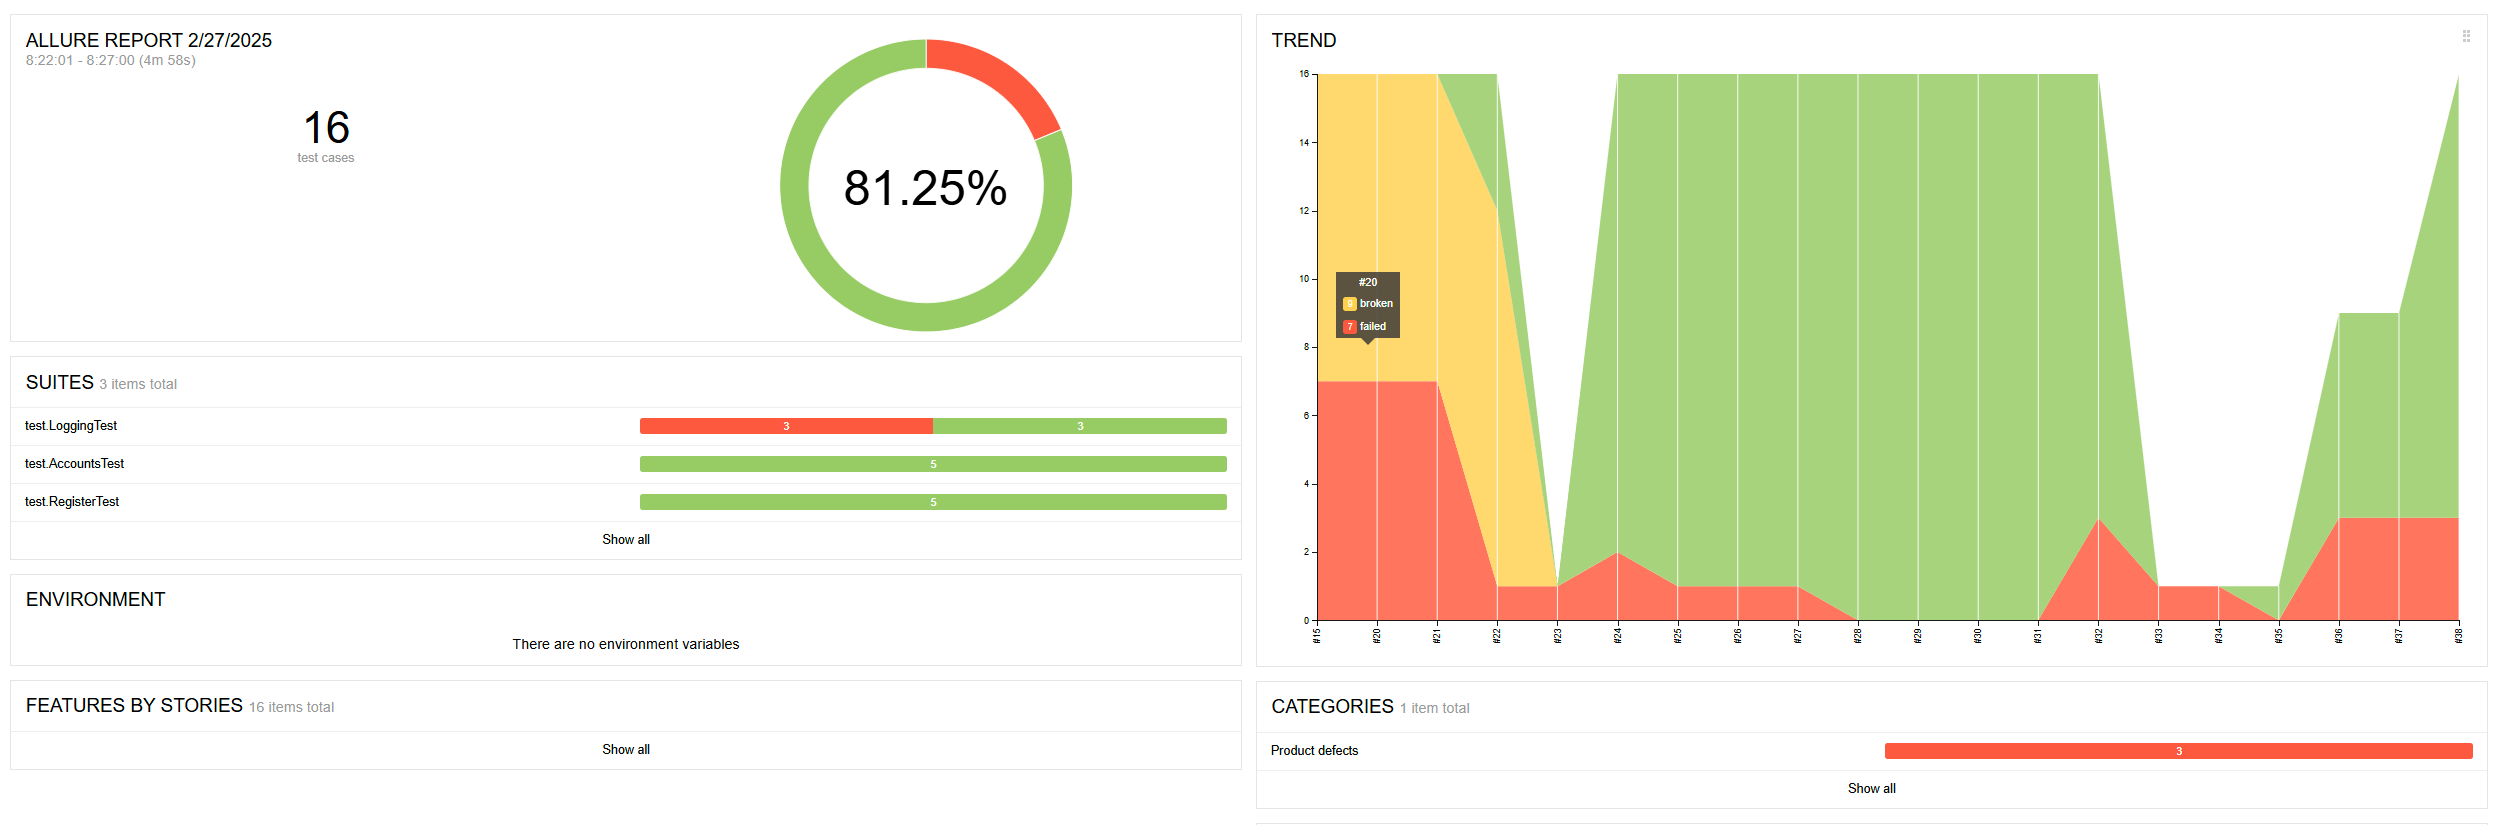 ALLURE REPORT 2/27/2025
8:22:01 - 8:27:00 (4m 58s)
16
test cases
81.25%
SUITES 3 items total
test.LoggingTest 3 3
test.AccountsTest 5
test.RegisterTest 5
Show all
ENVIRONMENT
There are no environment variables
FEATURES BY STORIES 16 items total
Show all
TREND
16
14
12
10
8
6
4
2
0
#20
9 broken
7 failed
#15 #20 #21 #22 #23 #24 #25 #26 #27 #28 #29 #30 #31 #32 #33 #34 #35 #36 #37 #38
CATEGORIES 1 item total
Product defects 3
Show all